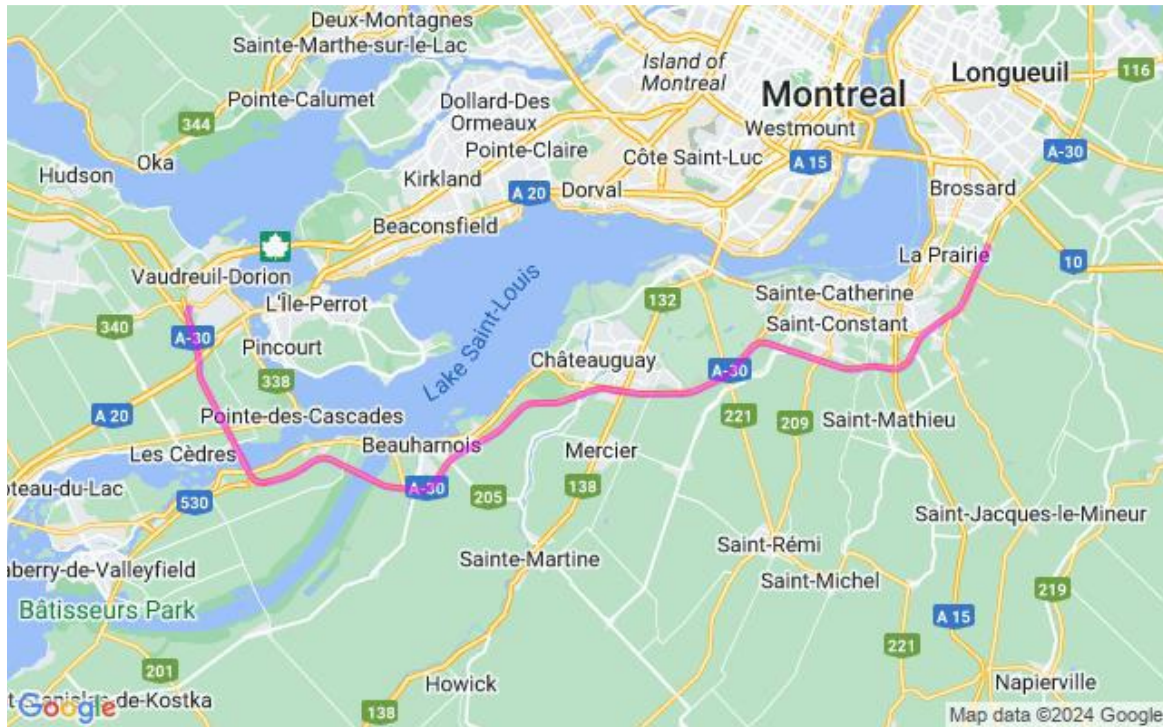 Deux-Montagnes
Sainte-Marthe-sur-le-Lac
Island of
Montreal
Longueuil
116
Pointe-Calumet
Dollard-Des
Ormeaux
Montreal
344
Westmount
Oka
Pointe-Claire
Côte Saint-Luc
A 15
A-30
Hudson
Kirkland
A 20
Dorval
Brossard
Beaconsfield
La Prairie
10
Vaudreuil-Dorion
L'Île-Perrot
Lake Saint-Louis
132
Sainte-Catherine
340
A-30
Saint-Constant
Pincourt
Châteauguay
A-30
338
A 20
Pointe-des-Cascades
221
209
Saint-Mathieu
Les Cèdres
Beauharnois
Mercier
oteau-du-Lac
530
A-30
205
138
Saint-Jacques-le-Mineur
aberry-de-Valleyfield
Sainte-Martine
Saint-Rémi
Saint-Michel
219
Bâtisseurs Park
A 15
201
221
Howick
Napierville
de-Kostka
Google
138
Map data ©2024 Google